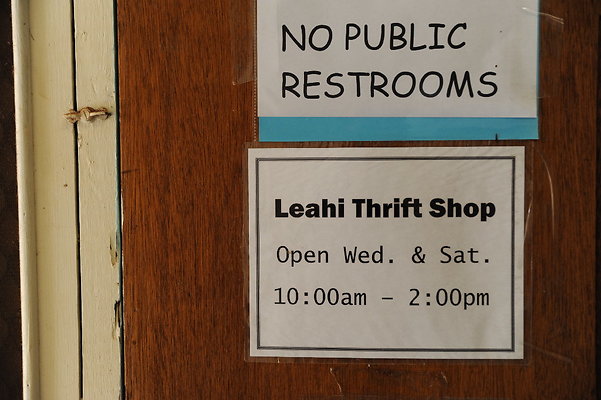 NO PUBLIC
RESTROOMS
Leahi Thrift Shop
Open Wed. & Sat.
10:00am – 2:00pm